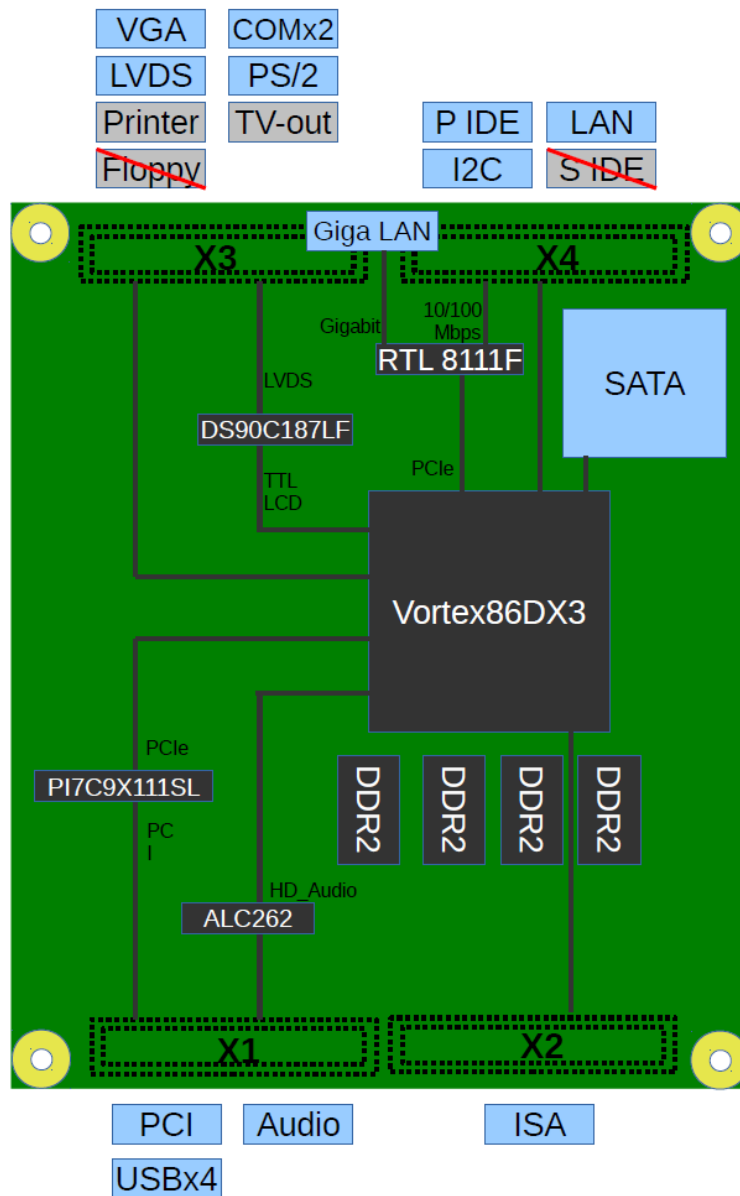 VGA
COMx2
LVDS
PS/2
Printer
TV-out
P IDE
LAN
Floppy
I2C
S IDE
Giga LAN
X3
X4
Gigabit
10/100
Mbps
RTL 8111F
SATA
LVDS
DS90C187LF
PCIe
TTL
LCD
Vortex86DX3
PCIe
PI7C9X111SL
DDR2
DDR2
DDR2
DDR2
PC
I
HD_Audio
ALC262
X1
X2
PCI
Audio
ISA
USBx4